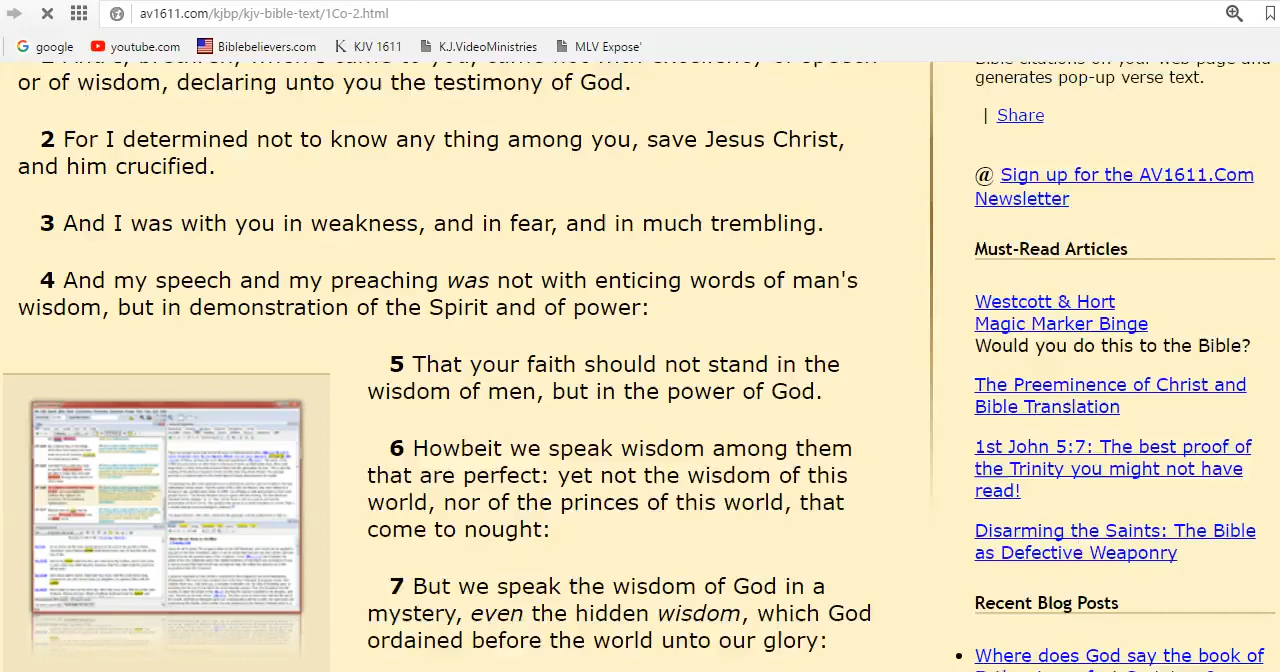 av1611.com/kjbp/kjv-bible-text/1Co-2.html
google
youtube.com
Biblebelievers.com
KJV 1611
K.J.VideoMinistries
MLV Expose'
or of wisdom, declaring unto you the testimony of God.
2 For I determined not to know any thing among you, save Jesus Christ,
and him crucified.
3 And I was with you in weakness, and in fear, and in much trembling.
4 And my speech and my preaching was not with enticing words of man's
wisdom, but in demonstration of the Spirit and of power:
5 That your faith should not stand in the
wisdom of men, but in the power of God.
6 Howbeit we speak wisdom among them
that are perfect: yet not the wisdom of this
world, nor of the princes of this world, that
come to nought:
7 But we speak the wisdom of God in a
mystery, even the hidden wisdom, which God
ordained before the world unto our glory:
Bible citations on your web page and
generates pop-up verse text.
| Share
@ Sign up for the AV1611.Com
Newsletter
Must-Read Articles
Westcott & Hort
Magic Marker Binge
Would you do this to the Bible?
The Preeminence of Christ and
Bible Translation
1st John 5:7: The best proof of
the Trinity you might not have
read!
Disarming the Saints: The Bible
as Defective Weaponry
Recent Blog Posts
Where does God say the book of